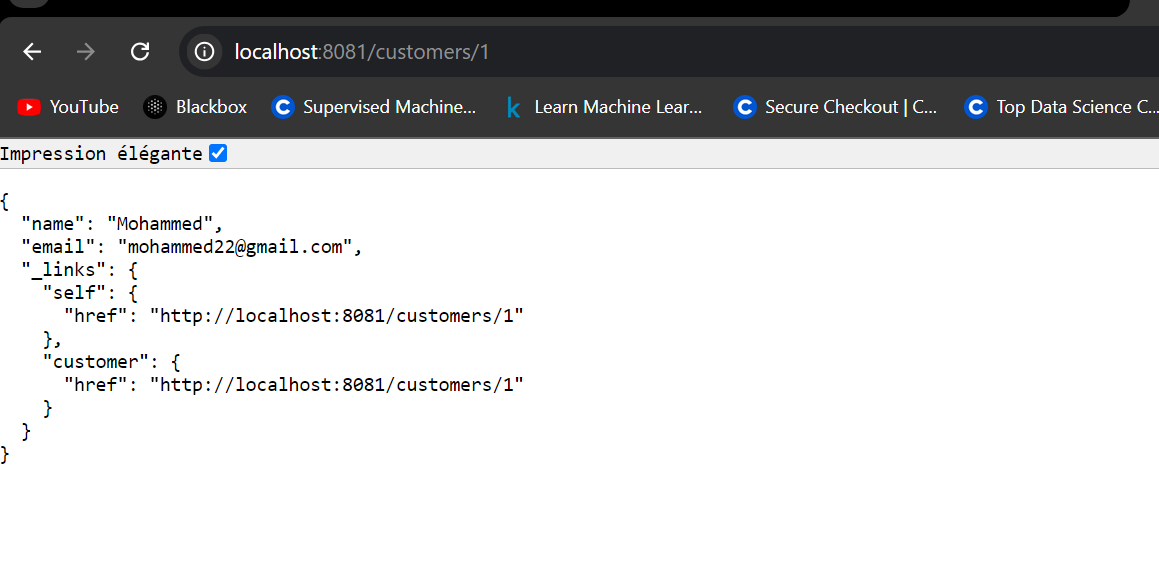 localhost:8081/customers/1
YouTube Blackbox Supervised Machine... Learn Machine Lear... Secure Checkout | C... Top Data Science C...
Impression élégante
{
  "name": "Mohammed",
  "email": "mohammed22@gmail.com",
  "_links": {
    "self": {
      "href": "http://localhost:8081/customers/1"
    },
    "customer": {
      "href": "http://localhost:8081/customers/1"
    }
  }
}